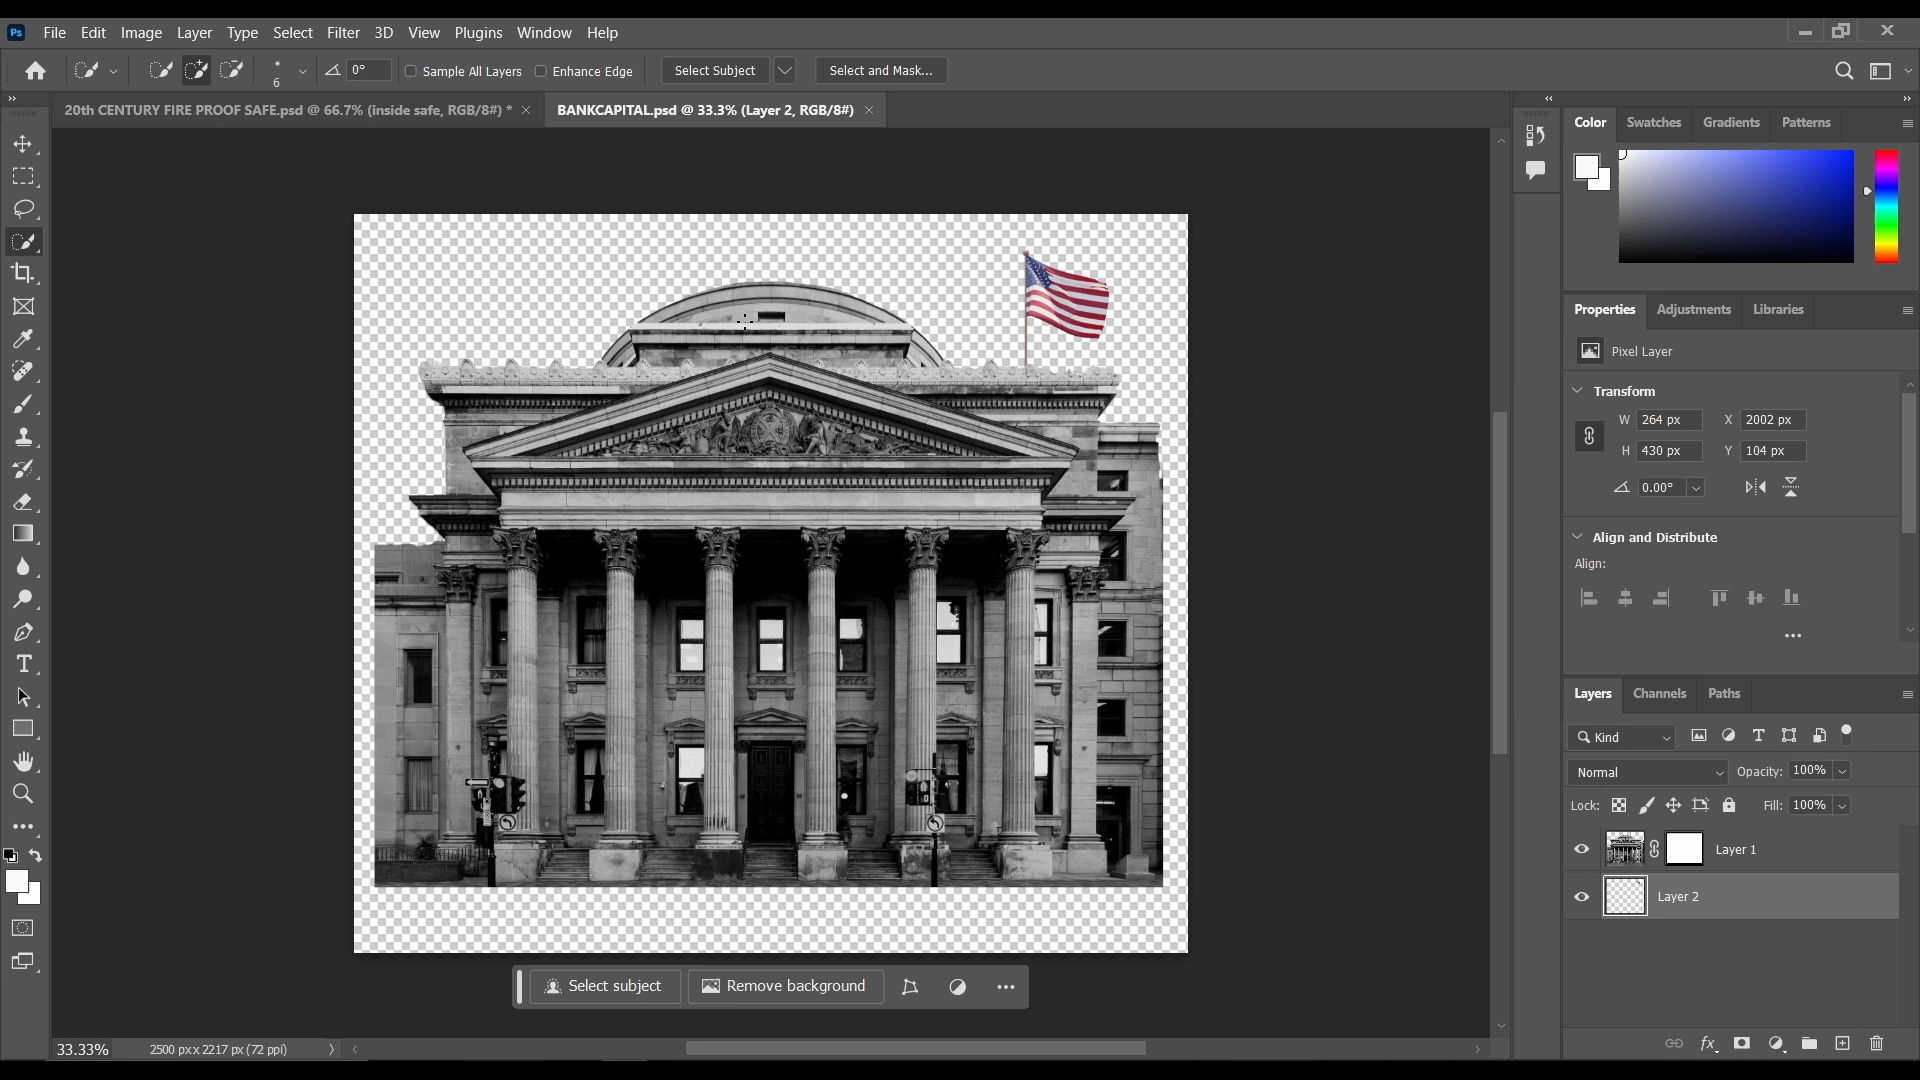 Ps File Edit Image Layer Type Select Filter 3D View Plugins Window Help
6 0° Sample All Layers Enhance Edge Select Subject Select and Mask...
20th CENTURY FIRE PROOF SAFE.psd @ 66.7% (inside safe, RGB/8#) * BANKCAPITAL.psd @ 33.3% (Layer 2, RGB/8#)
Color Swatches Gradients Patterns
Properties Adjustments Libraries
Pixel Layer
Transform
W 264 px X 2002 px
H 430 px Y 104 px
0.00°
Align and Distribute
Align:
Layers Channels Paths
Kind
Normal Opacity: 100%
Lock: Fill: 100%
Layer 1
Layer 2
fx
Select subject Remove background
33.33% 2500 px x 2217 px (72 ppi)